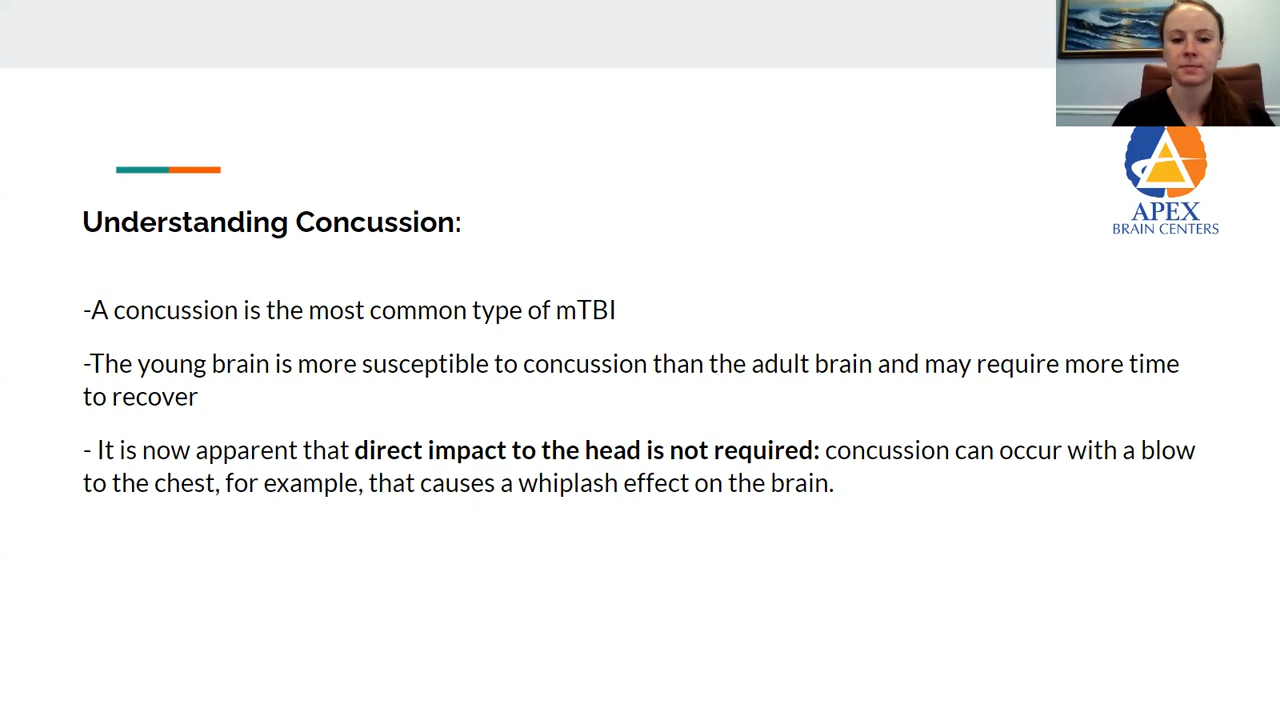 Understanding Concussion:
-A concussion is the most common type of mTBI
-The young brain is more susceptible to concussion than the adult brain and may require more time
to recover
- It is now apparent that direct impact to the head is not required: concussion can occur with a blow
to the chest, for example, that causes a whiplash effect on the brain.
APEX
BRAIN CENTERS